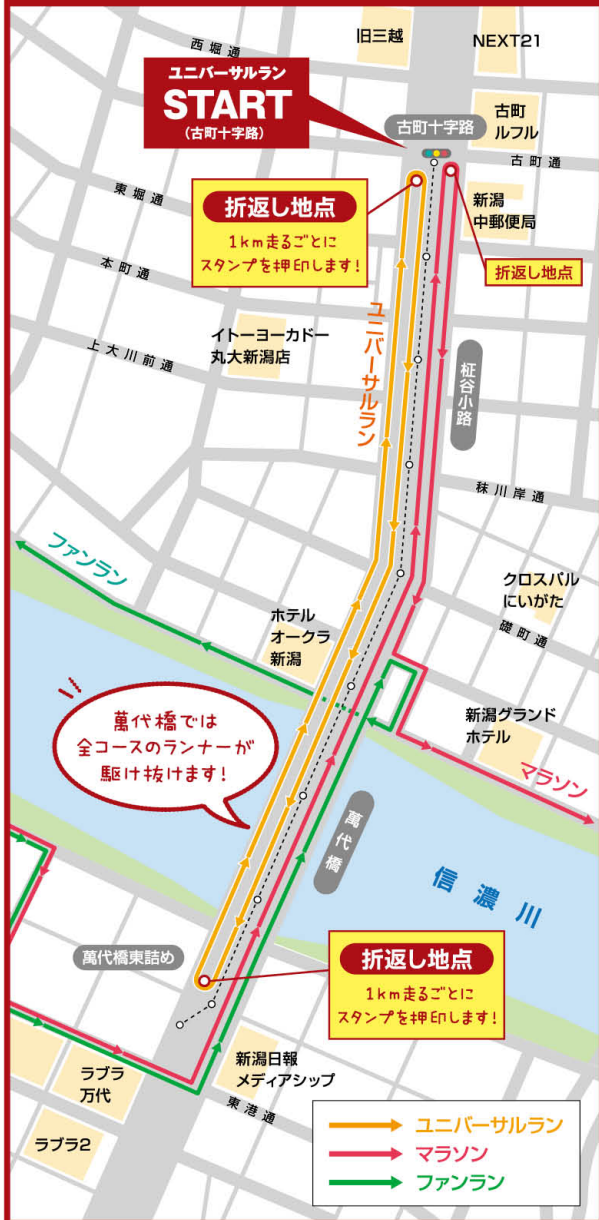 旧三越
NEXT21
西堀通
ユニバーサルラン
START
(古町十字路)
古町十字路
古町
ルフル
古町通
東堀通
折返し地点
1km走るごとに
スタンプを押印します!
新潟
中郵便局
折返し地点
本町通
ユニバーサルラン
イトーヨーカドー
丸大新潟店
上大川前通
柾谷小路
秣川岸通
ファンラン
クロスパル
にいがた
礎町通
ホテル
オークラ
新潟
新潟グランド
ホテル
マラソン
萬代橋では
全コースのランナーが
駆け抜けます!
萬代橋
信濃川
萬代橋東詰め
折返し地点
1km走るごとに
スタンプを押印します!
新潟日報
メディアシップ
ラブラ
万代
東港通
ラブラ2
ユニバーサルラン
マラソン
ファンラン